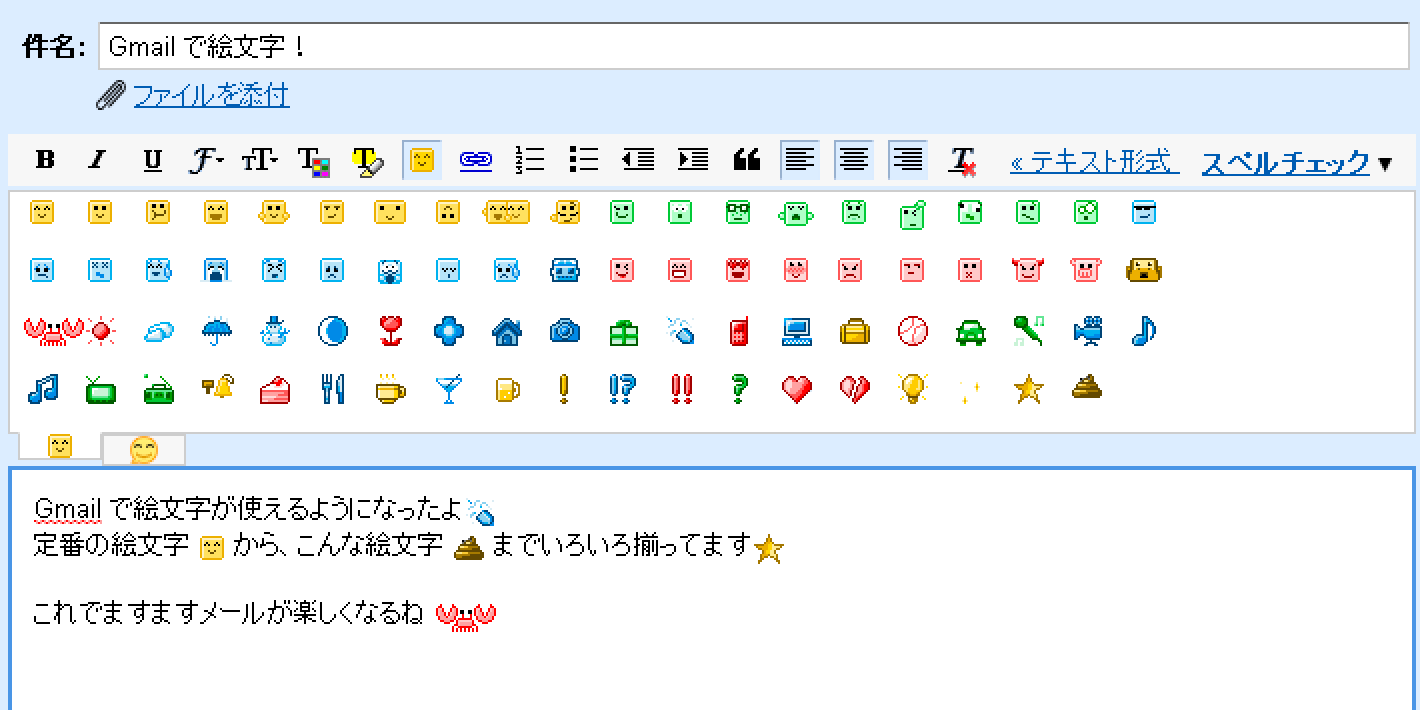 件名: Gmail で絵文字！
ファイルを添付
B I U F TT T T T
« テキスト形式 スペルチェック ▼
Gmail で絵文字が使えるようになったよ
定番の絵文字 から、こんな絵文字 までいろいろ揃ってます
これでますますメールが楽しくなるね